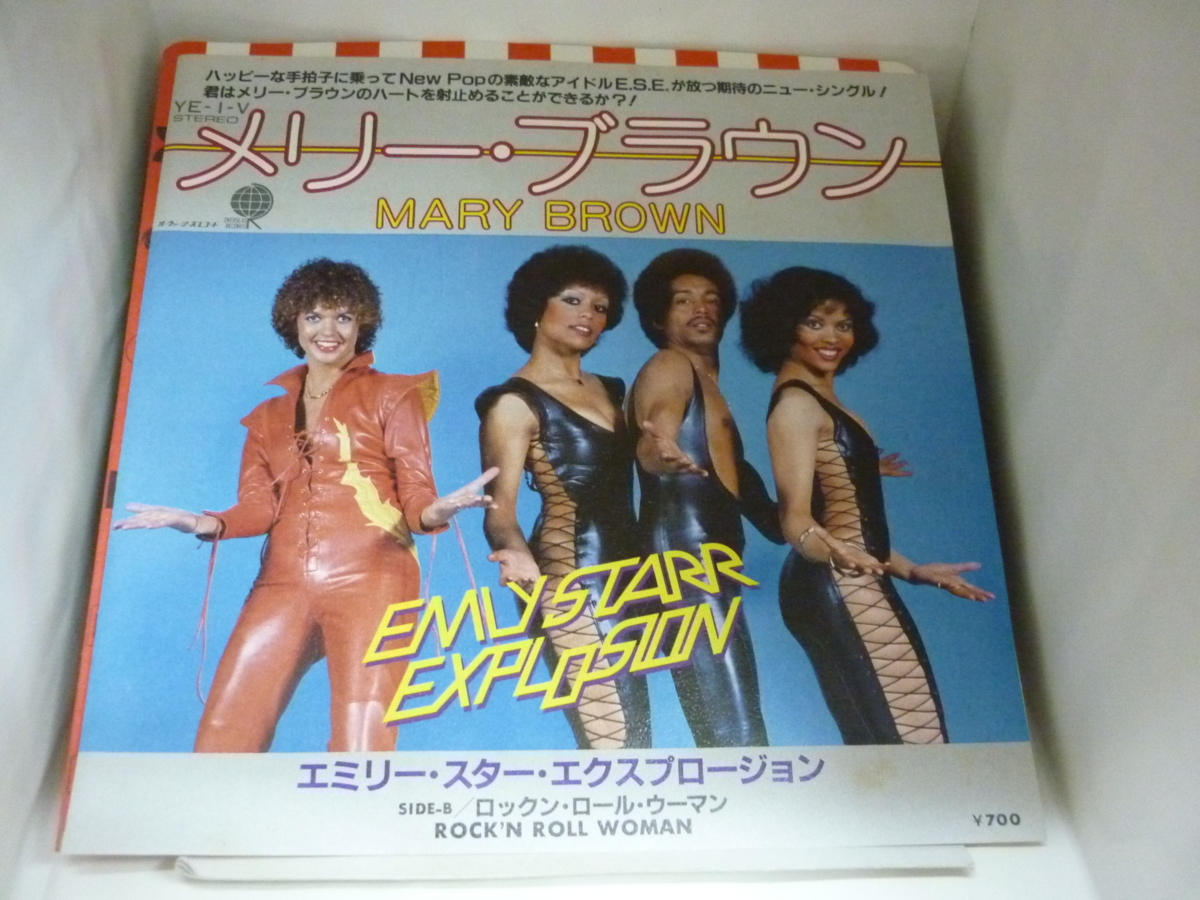 ハッピーな手拍子に乗ってNew Popの素敵なアイドルE.S.E.が放つ期待のニュー・シングル!
君はメリー・ブラウンのハートを射止めることができるか?!
YE-1-V
STEREO
メリー・ブラウン
MARY BROWN
EMLY STARR
EXPLOSION
エミリー・スター・エクスプロージョン
SIDE-B/ロックン・ロール・ウーマン
ROCK'N ROLL WOMAN
¥700